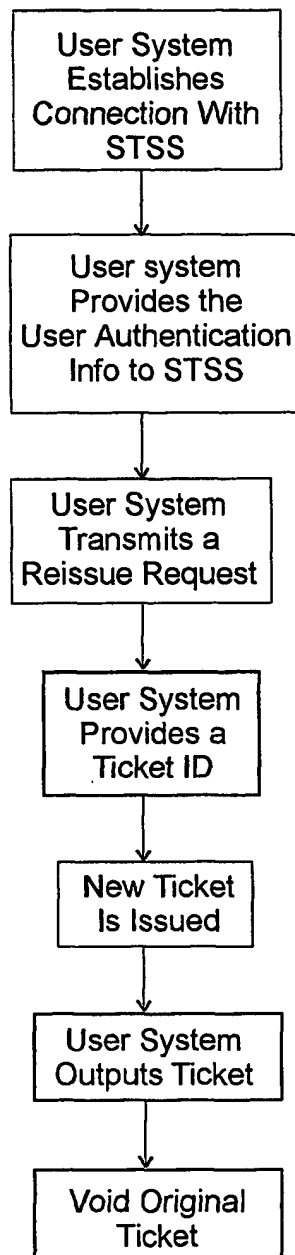 User System
Establishes
Connection With
STSS
User system
Provides the
User Authentication
Info to STSS
User System
Transmits a
Reissue Request
User System
Provides a
Ticket ID
New Ticket
Is Issued
User System
Outputs Ticket
Void Original
Ticket